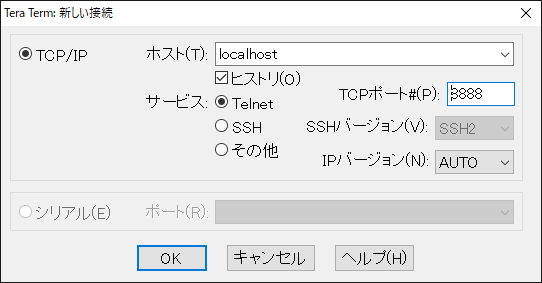 Tera Term: 新しい接続
TCP/IP
ホスト(T): localhost
ヒストリ(O)
サービス: Telnet
TCPポート#(P): 8888
SSH
SSHバージョン(V): SSH2
その他
IPバージョン(N): AUTO
シリアル(E)
ポート(R):
OK
キャンセル
ヘルプ(H)